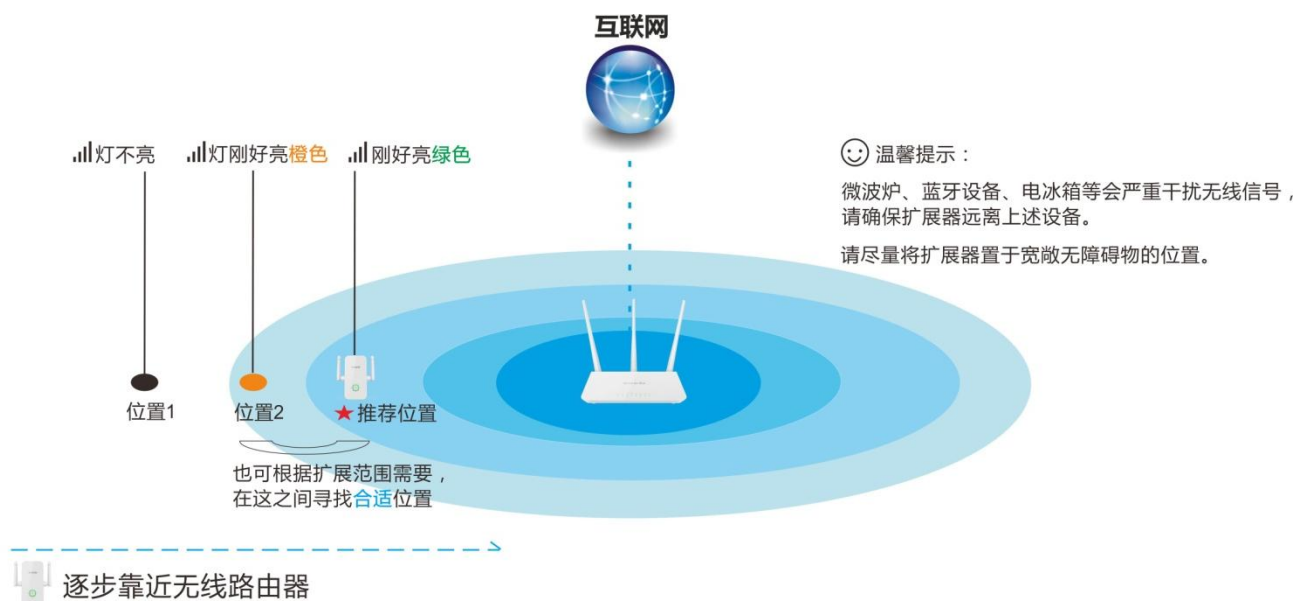 互联网
灯不亮
灯刚好亮橙色
刚好亮绿色
温馨提示：
微波炉、蓝牙设备、电冰箱等会严重干扰无线信号，
请确保扩展器远离上述设备。
请尽量将扩展器置于宽敞无障碍物的位置。
位置1
位置2
★推荐位置
也可根据扩展范围需要，
在这之间寻找合适位置
逐步靠近无线路由器